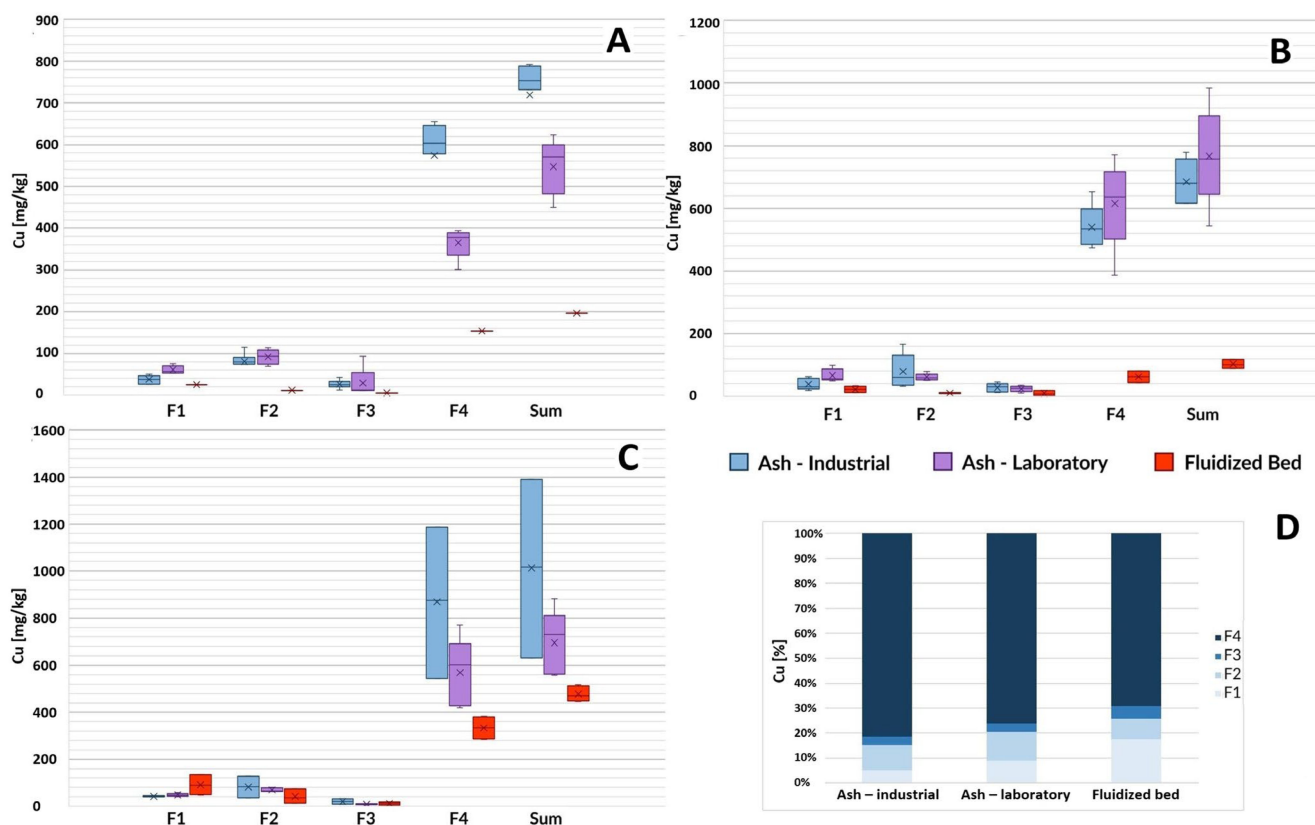 A
Cu [mg/kg]
900
800
700
600
500
400
300
200
100
0
F1 F2 F3 F4 Sum
B
Cu [mg/kg]
1200
1000
800
600
400
200
0
F1 F2 F3 F4 Sum
Ash - Industrial Ash - Laboratory Fluidized Bed
C
Cu [mg/kg]
1600
1400
1200
1000
800
600
400
200
0
F1 F2 F3 F4 Sum
D
Cu [%]
100%
90%
80%
70%
60%
50%
40%
30%
20%
10%
0%
Ash – industrial Ash – laboratory Fluidized bed
F4
F3
F2
F1